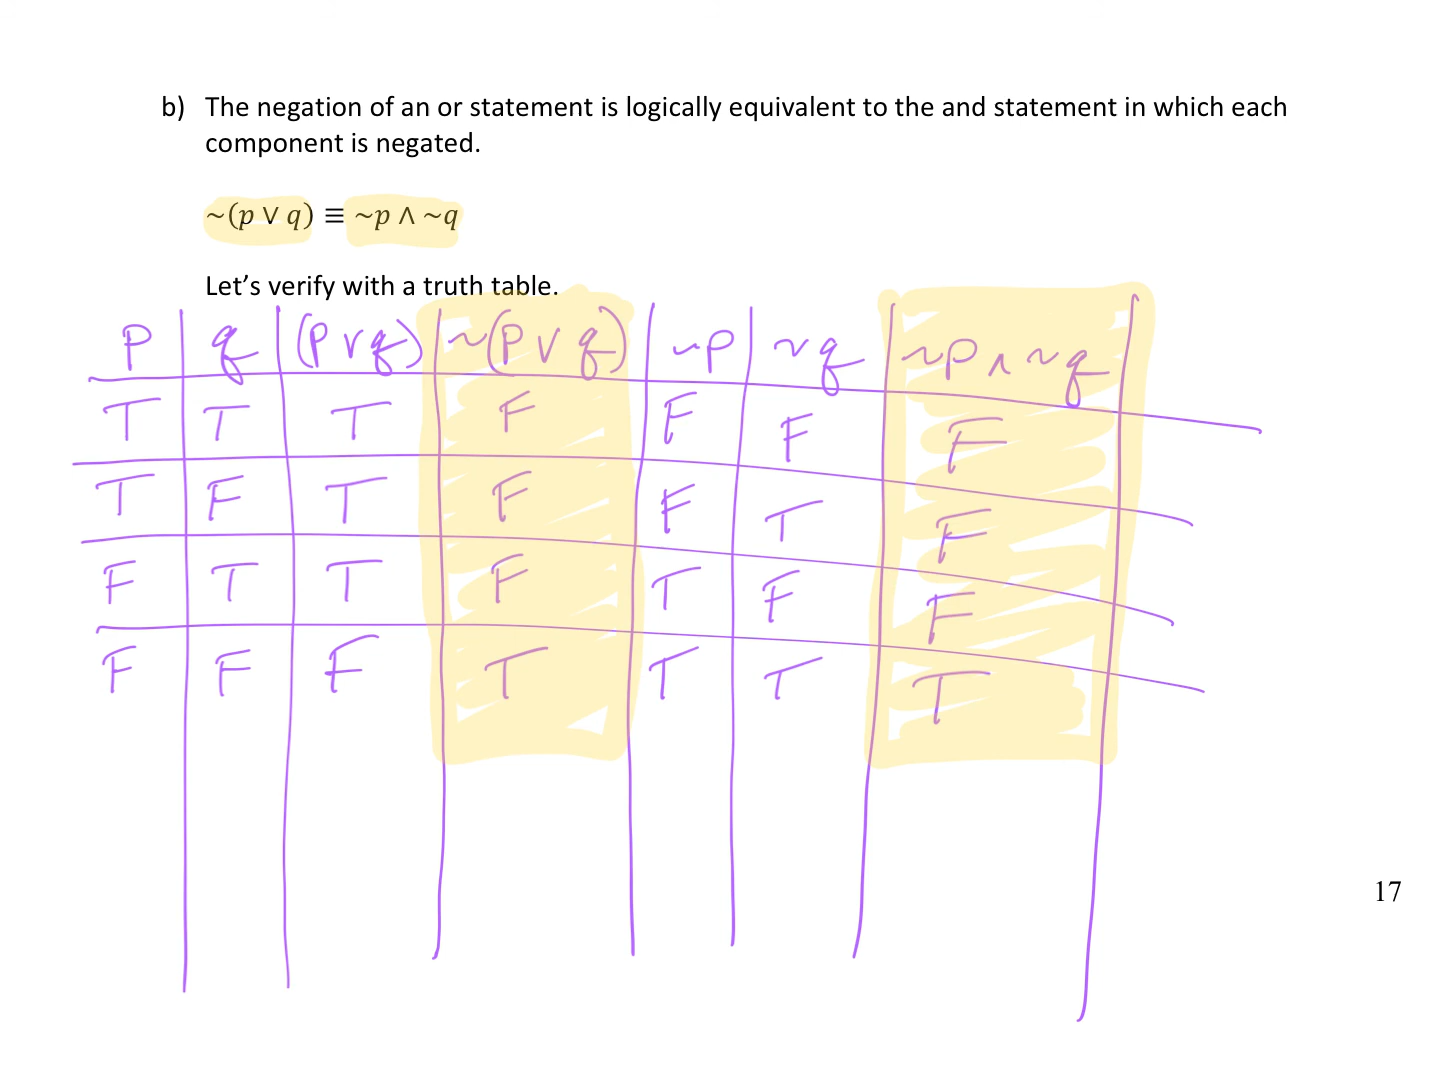 b) The negation of an or statement is logically equivalent to the and statement in which each
component is negated.
~(p ∨ q) ≡ ~p ∧ ~q
Let's verify with a truth table.
p q (p ∨ q) ~(p ∨ q) ~p ~q ~p ∧ ~q
T T T F F F F
T F T F F T F
F T T F T F F
F F F T T T T
17